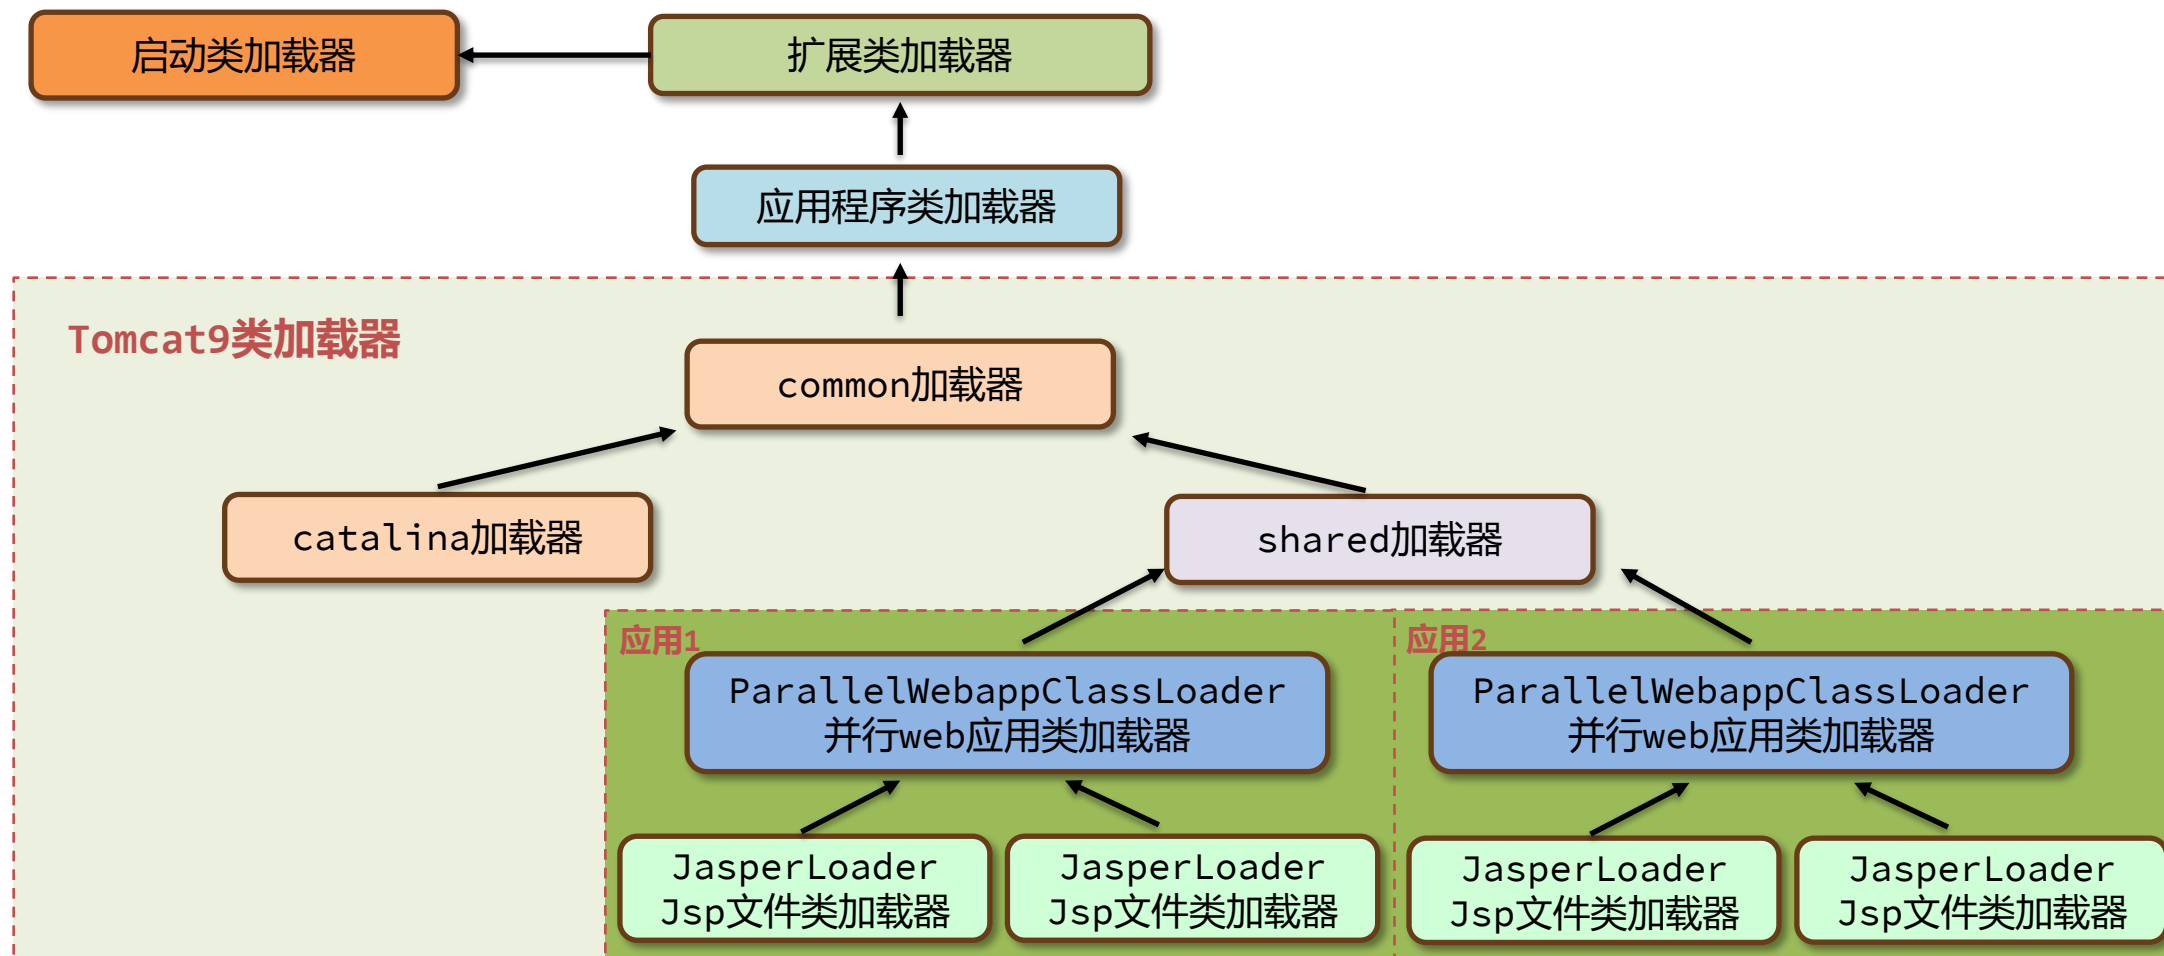 启动类加载器
扩展类加载器
应用程序类加载器
Tomcat9类加载器
common加载器
catalina加载器
shared加载器
应用1
应用2
ParallelWebappClassLoader
并行web应用类加载器
ParallelWebappClassLoader
并行web应用类加载器
JasperLoader
Jsp文件类加载器
JasperLoader
Jsp文件类加载器
JasperLoader
Jsp文件类加载器
JasperLoader
Jsp文件类加载器